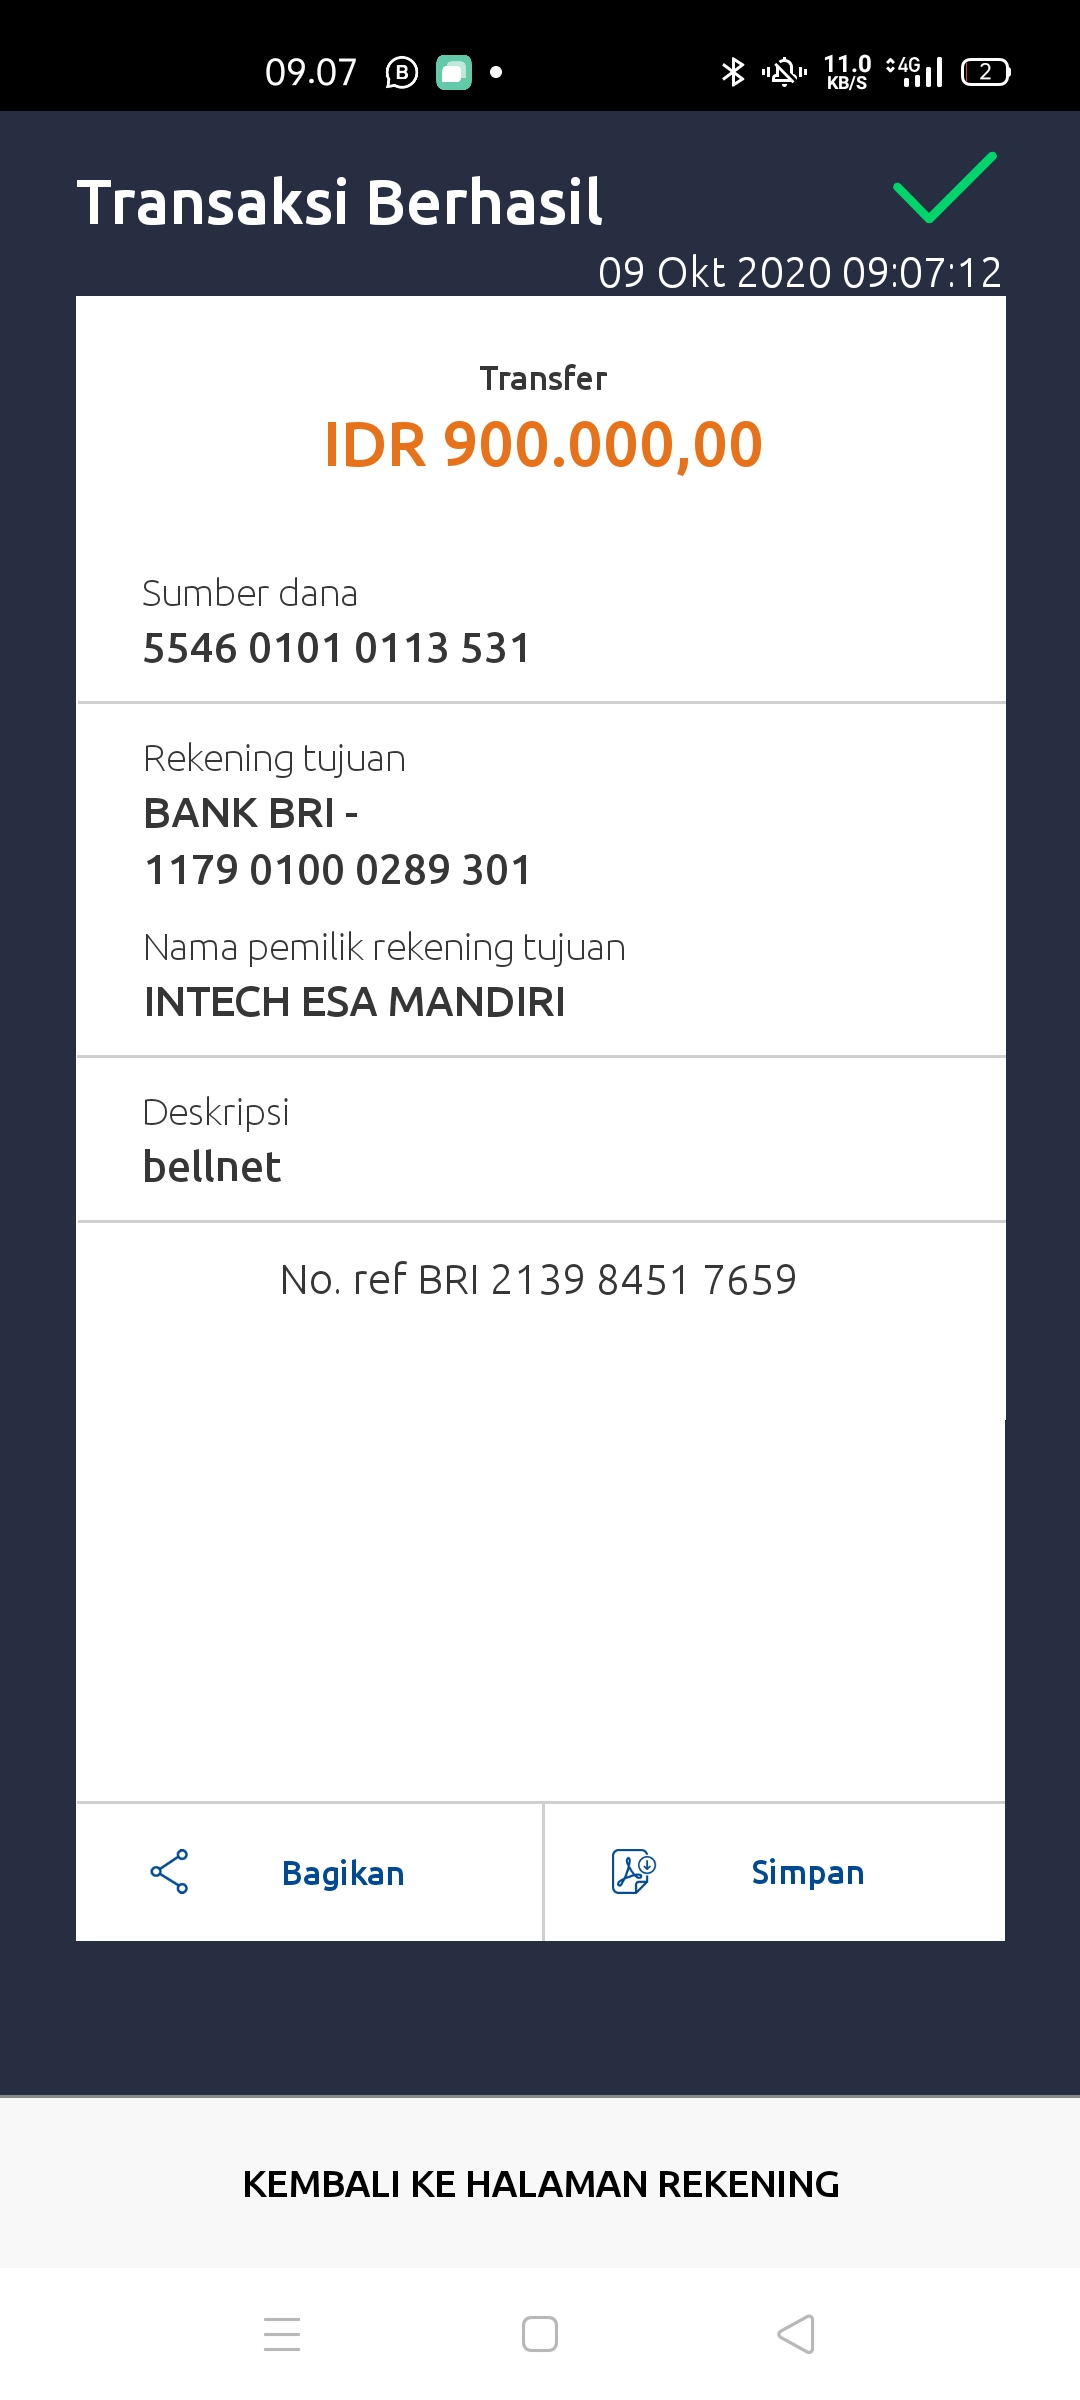 09.07
11.0
KB/S
4G
2
Transaksi Berhasil
09 Okt 2020 09:07:12
Transfer
IDR 900.000,00
Sumber dana
5546 0101 0113 531
Rekening tujuan
BANK BRI -
1179 0100 0289 301
Nama pemilik rekening tujuan
INTECH ESA MANDIRI
Deskripsi
bellnet
No. ref BRI 2139 8451 7659
Bagikan
Simpan
KEMBALI KE HALAMAN REKENING